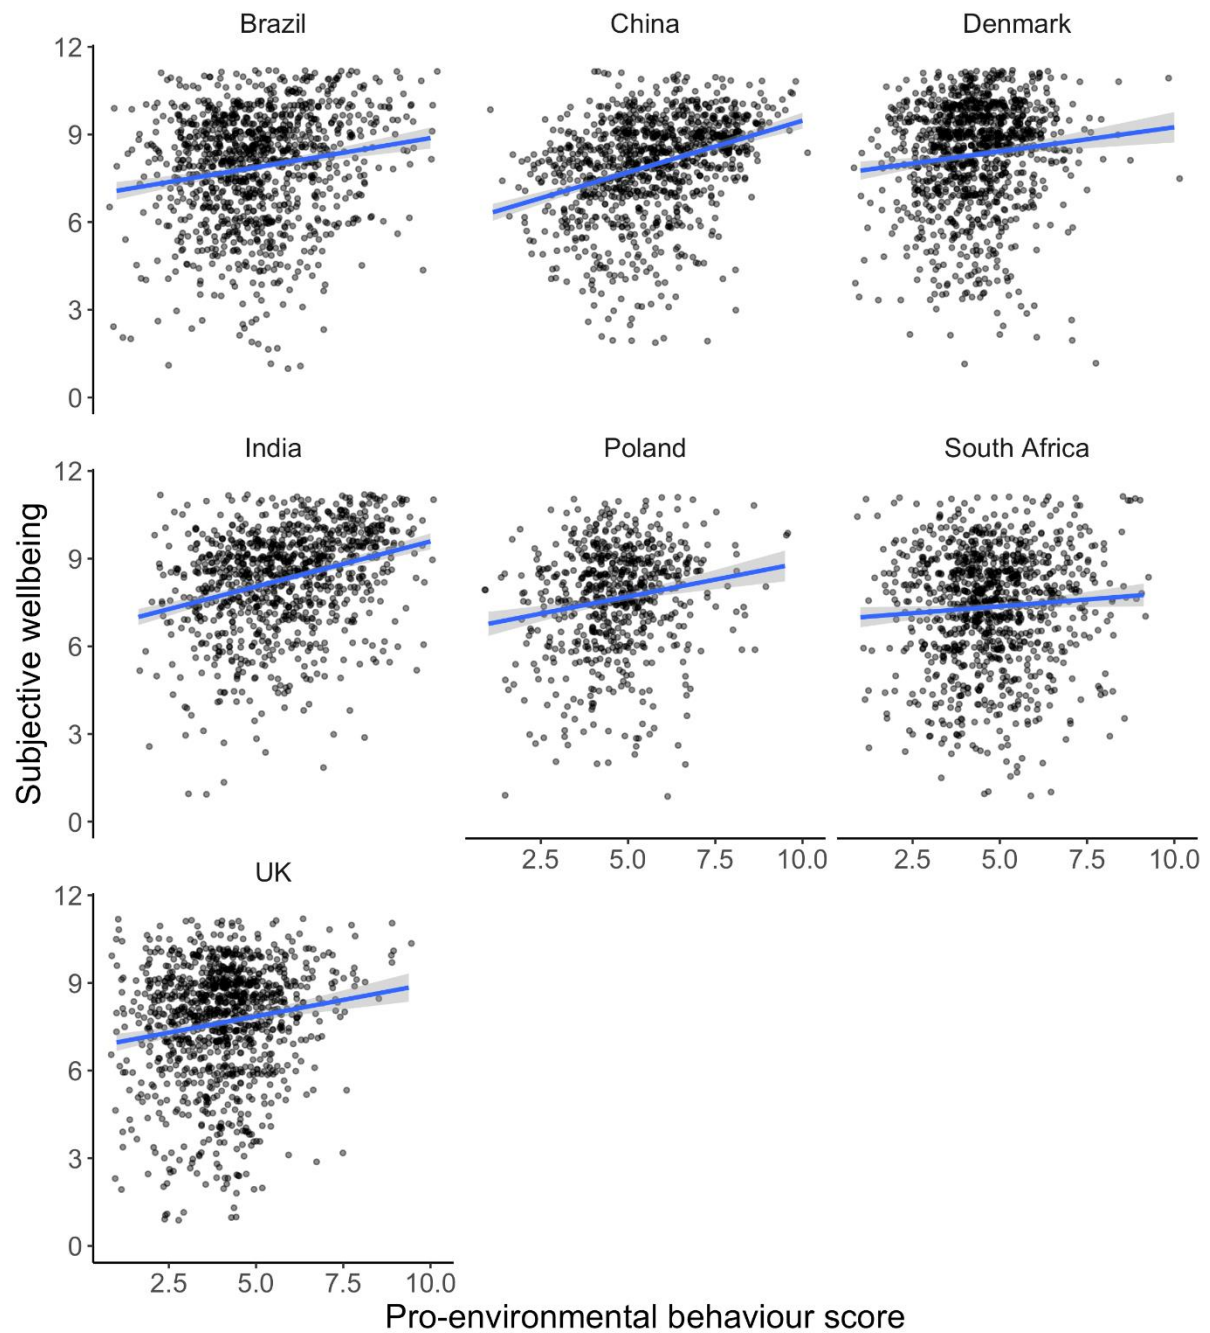 Brazil
China
Denmark
12
9
6
3
0
India
Poland
South Africa
12
9
6
3
0
2.5 5.0 7.5 10.0
2.5 5.0 7.5 10.0
Subjective wellbeing
UK
12
9
6
3
0
2.5 5.0 7.5 10.0
Pro-environmental behaviour score